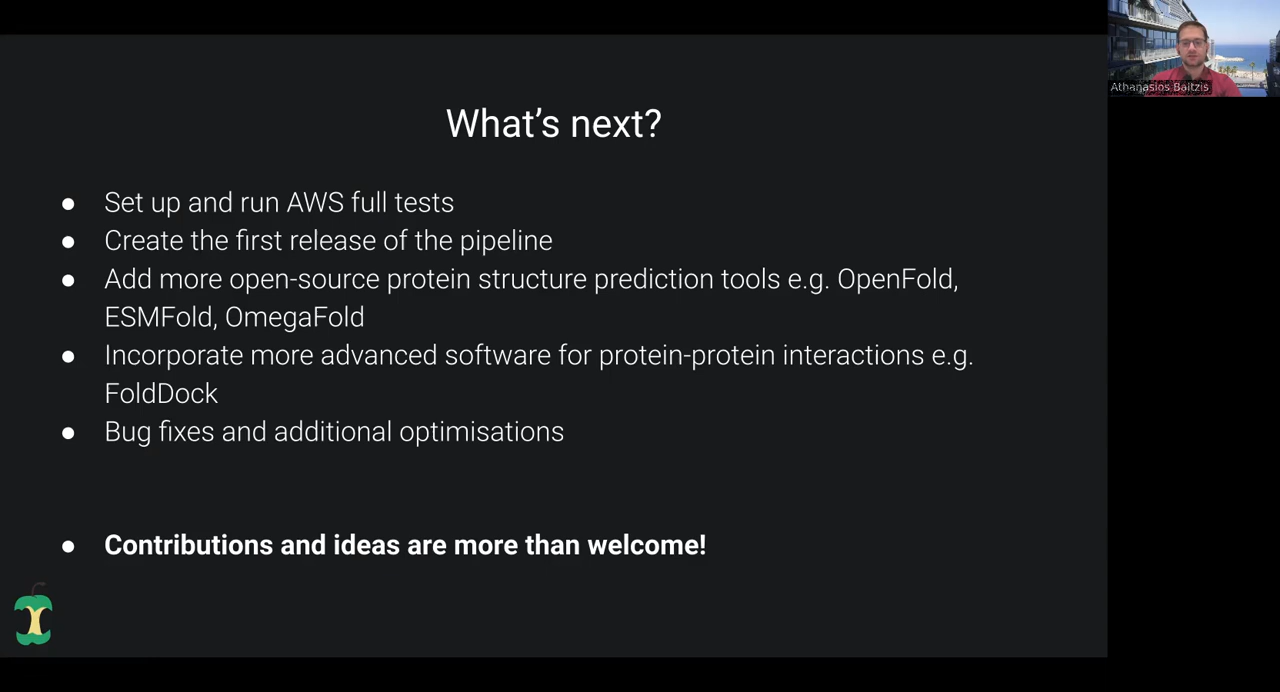 Athanasios Baltzis
What's next?
● Set up and run AWS full tests
● Create the first release of the pipeline
● Add more open-source protein structure prediction tools e.g. OpenFold,
ESMFold, OmegaFold
● Incorporate more advanced software for protein-protein interactions e.g.
FoldDock
● Bug fixes and additional optimisations
● Contributions and ideas are more than welcome!